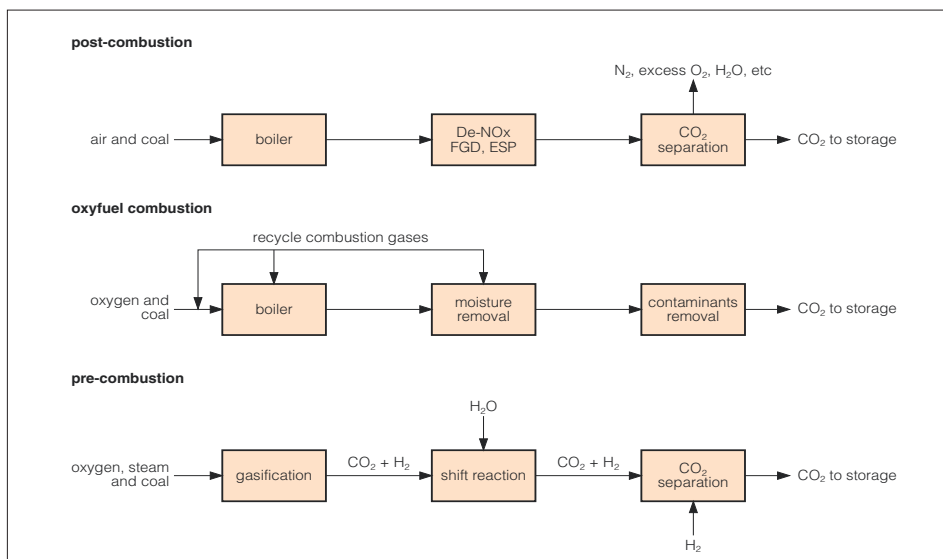 post-combustion
N₂, excess O₂, H₂O, etc
air and coal
boiler
De-NOx
FGD, ESP
CO₂
separation
CO₂ to storage
oxyfuel combustion
recycle combustion gases
oxygen and
coal
boiler
moisture
removal
contaminants
removal
CO₂ to storage
pre-combustion
H₂O
oxygen, steam
and coal
gasification
CO₂ + H₂
shift reaction
CO₂ + H₂
CO₂
separation
CO₂ to storage
H₂